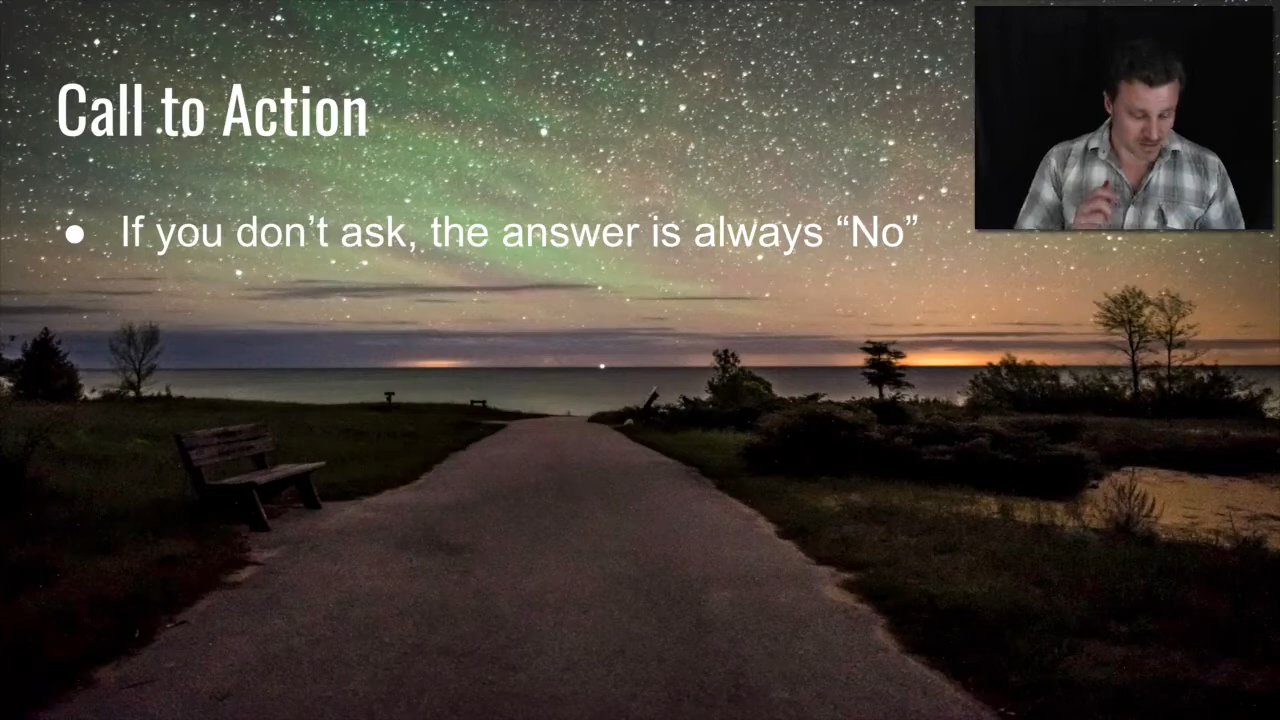 Call to Action
● If you don’t ask, the answer is always “No”